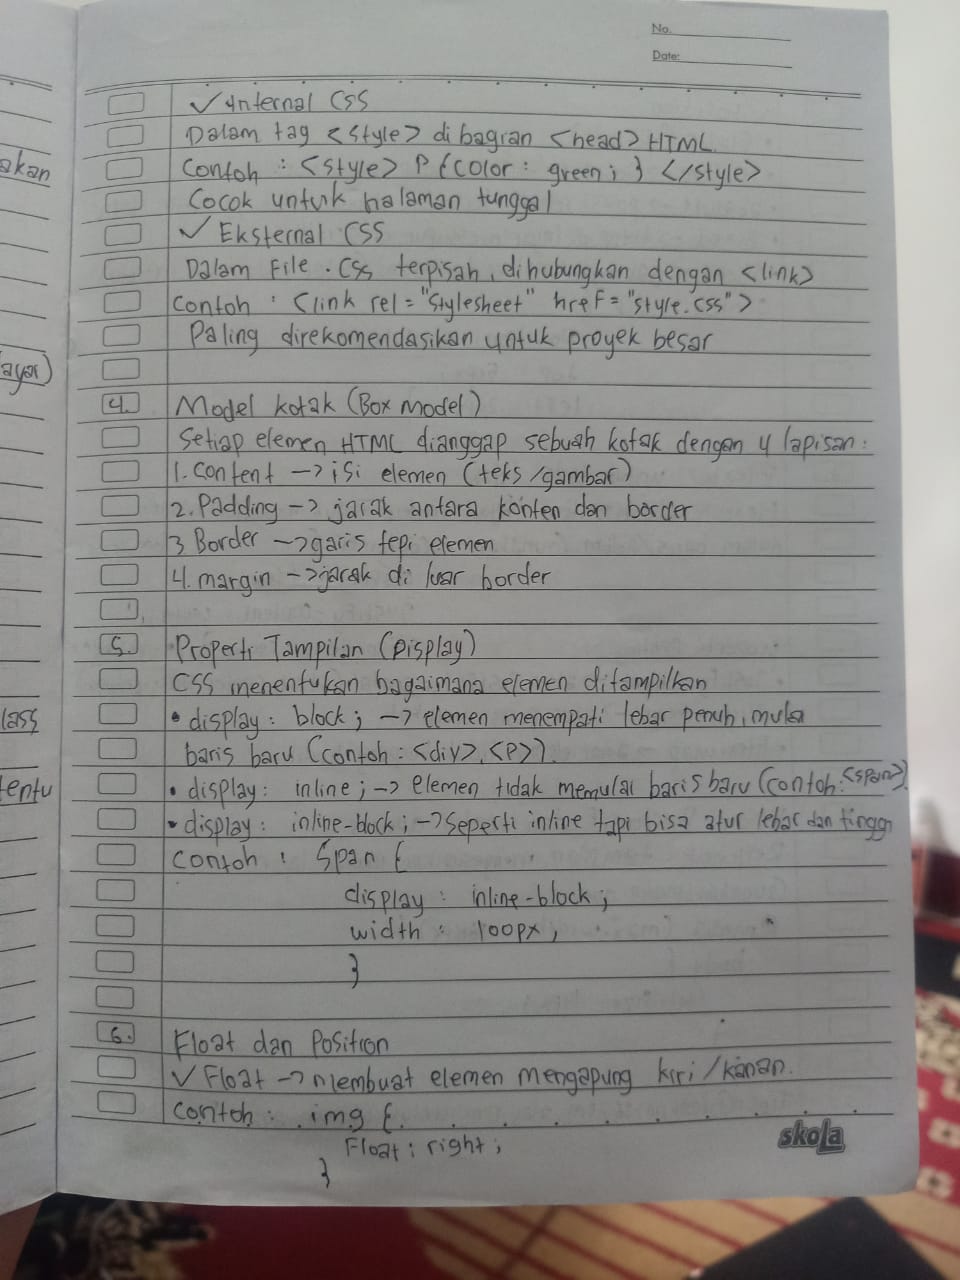 No.
Date:
✓ Internal CSS
Dalam tag <style> di bagian <head> HTML.
Contoh : <style> P {color : green; } </style>
Cocok untuk halaman tunggal
✓ Eksternal CSS
Dalam File .Css terpisah, dihubungkan dengan <link>
Contoh : <link rel = "Stylesheet" href = "style.css">
Paling direkomendasikan untuk proyek besar
4. Model kotak (Box Model)
Setiap elemen HTML dianggap sebuah kotak dengan 4 lapisan :
1. Content -> isi elemen (teks/gambar)
2. Padding -> jarak antara konten dan border
3 Border -> garis tepi elemen
4. margin -> jarak di luar border
5. Properti Tampilan (Display)
CSS menentukan bagaimana elemen ditampilkan
• display : block ; -> elemen menempati lebar penuh, mulai
baris baru (contoh : <div>, <p>).
• display : inline ; -> elemen tidak memulai baris baru (contoh : <span>).
• display : inline-block ; -> seperti inline tapi bisa atur lebar dan tinggi
Contoh : Span {
display : inline-block ;
width : 100px ;
}
6. Float dan Position
✓ Float -> membuat elemen mengapung kiri/kanan.
Contoh : img {
Float : right ;
}
skola
akan
ayar)
lass
tentu